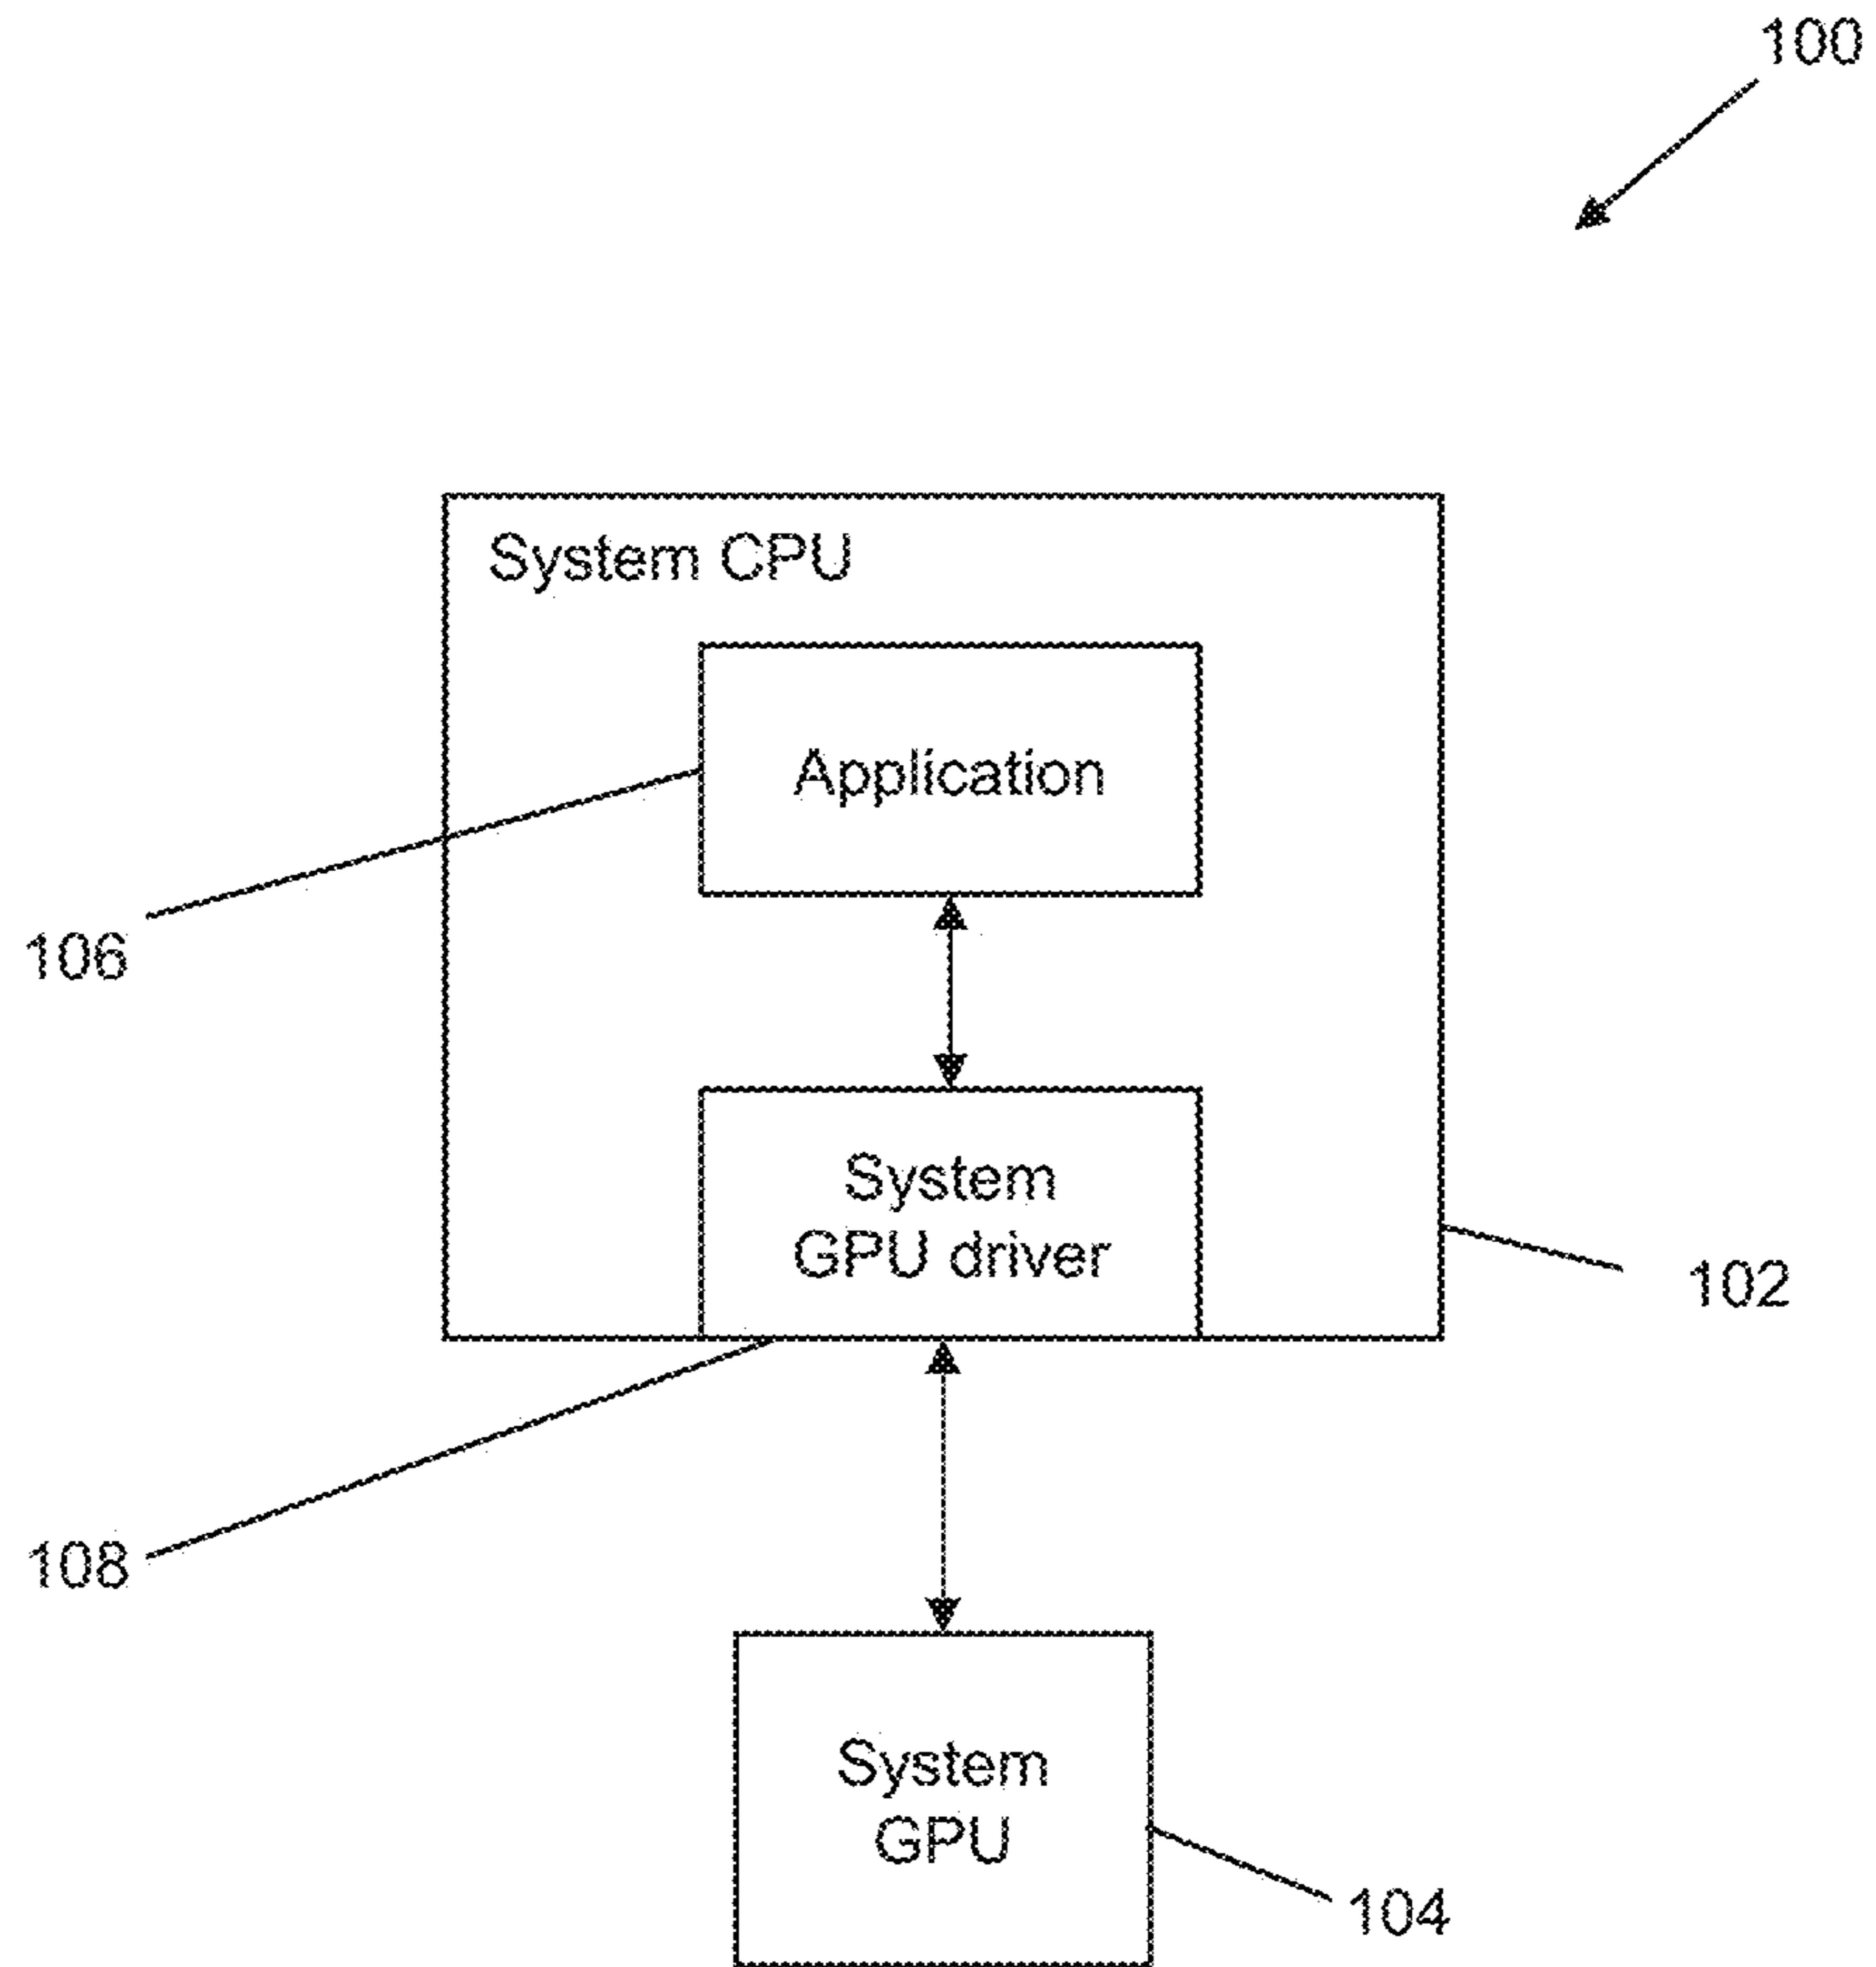 100
System CPU
Application
106
System
GPU driver
102
108
System
GPU
104